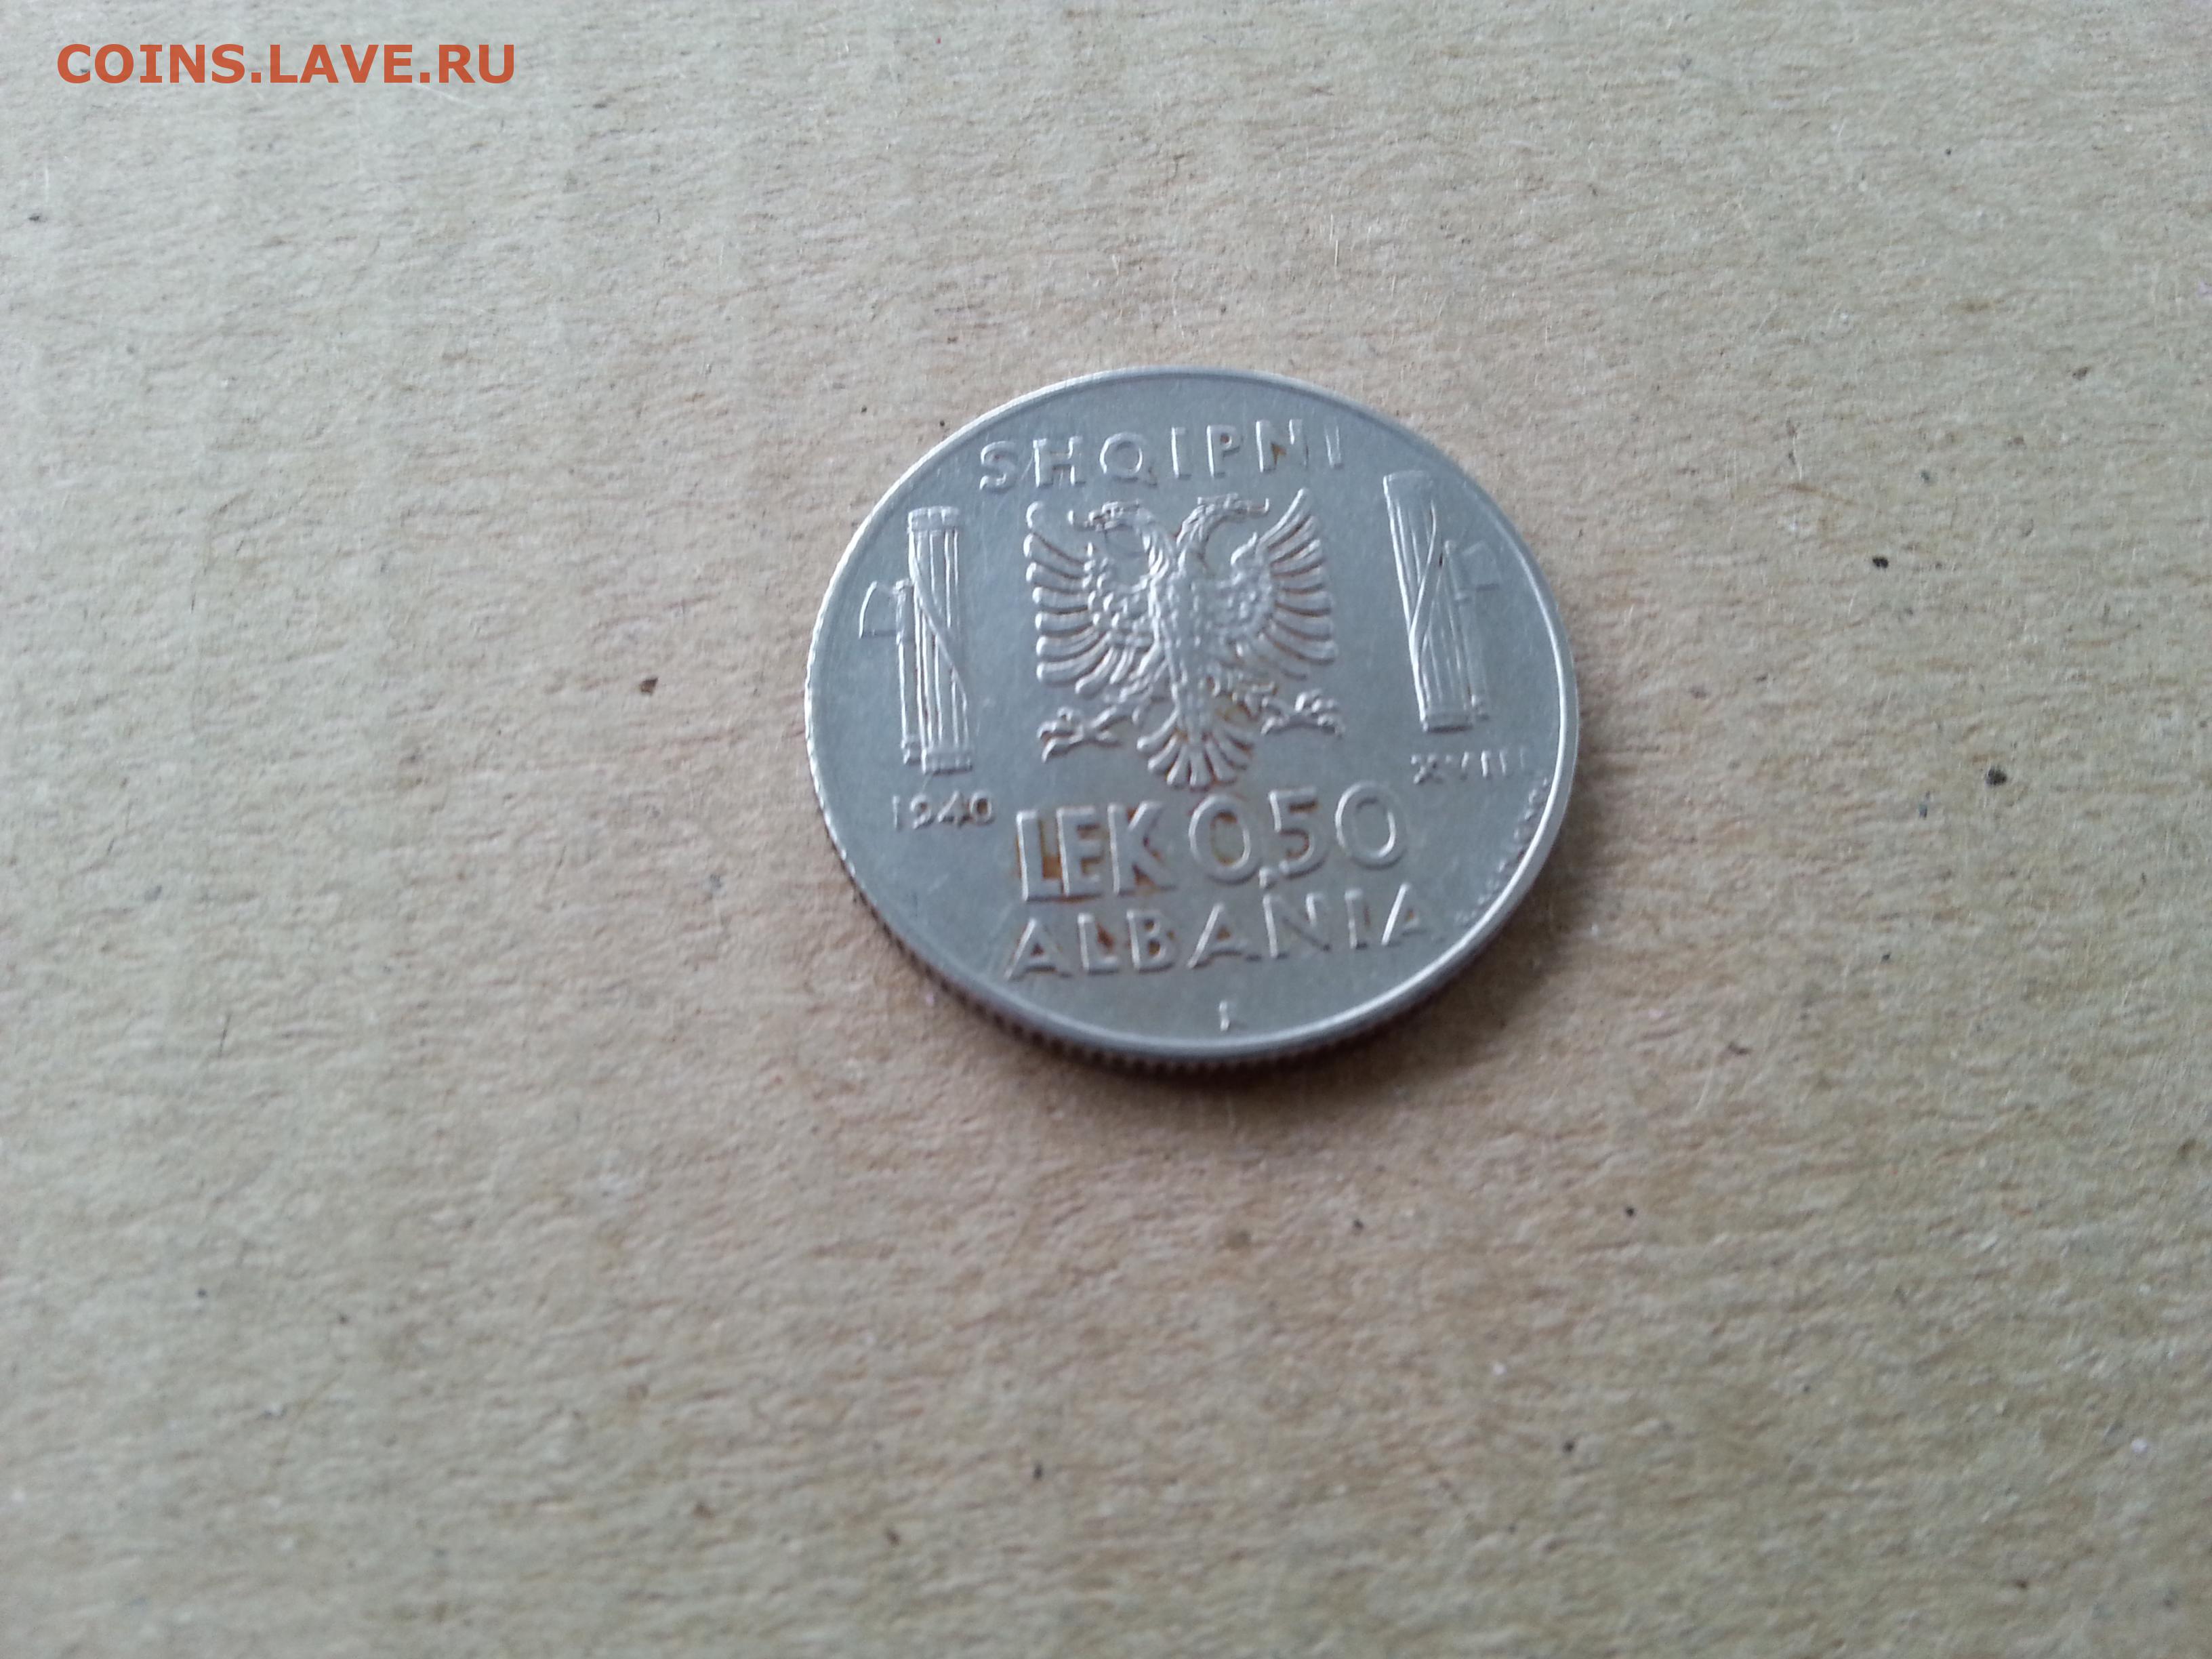 COINS.LAVE.RU
SHQIPNI
1940
XVIII
LEK 0,50
ALBANIA
R